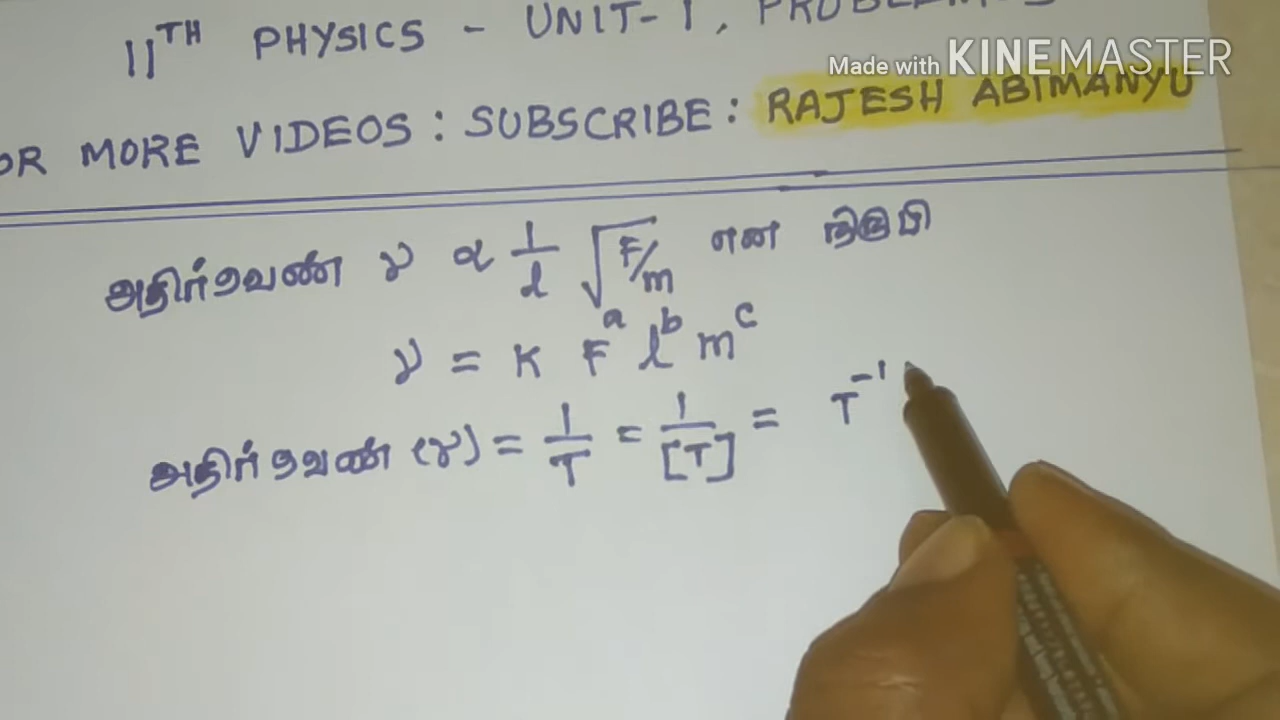 11TH PHYSICS - UNIT-1, PROBLEMS
Made with KINEMASTER
OR MORE VIDEOS : SUBSCRIBE : RAJESH ABIMANYU
அதிர்வெண் γ ∝ 1/l √F/m என நிரூபி
γ = K F^a l^b m^c
அதிர்வெண் (γ) = 1/T = 1/[T] = T^-1